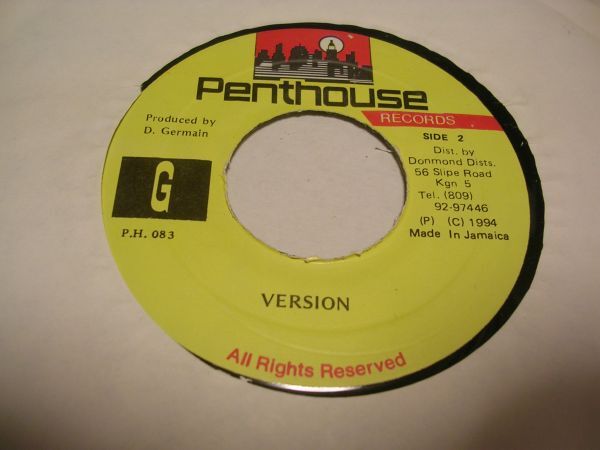 Penthouse
RECORDS
Produced by
D. Germain
G
P.H. 083
SIDE 2
Dist. by
Donmond Dists.
56 Slipe Road
Kgn 5
Tel. (809)
92-97446
(P) (C) 1994
Made In Jamaica
VERSION
All Rights Reserved